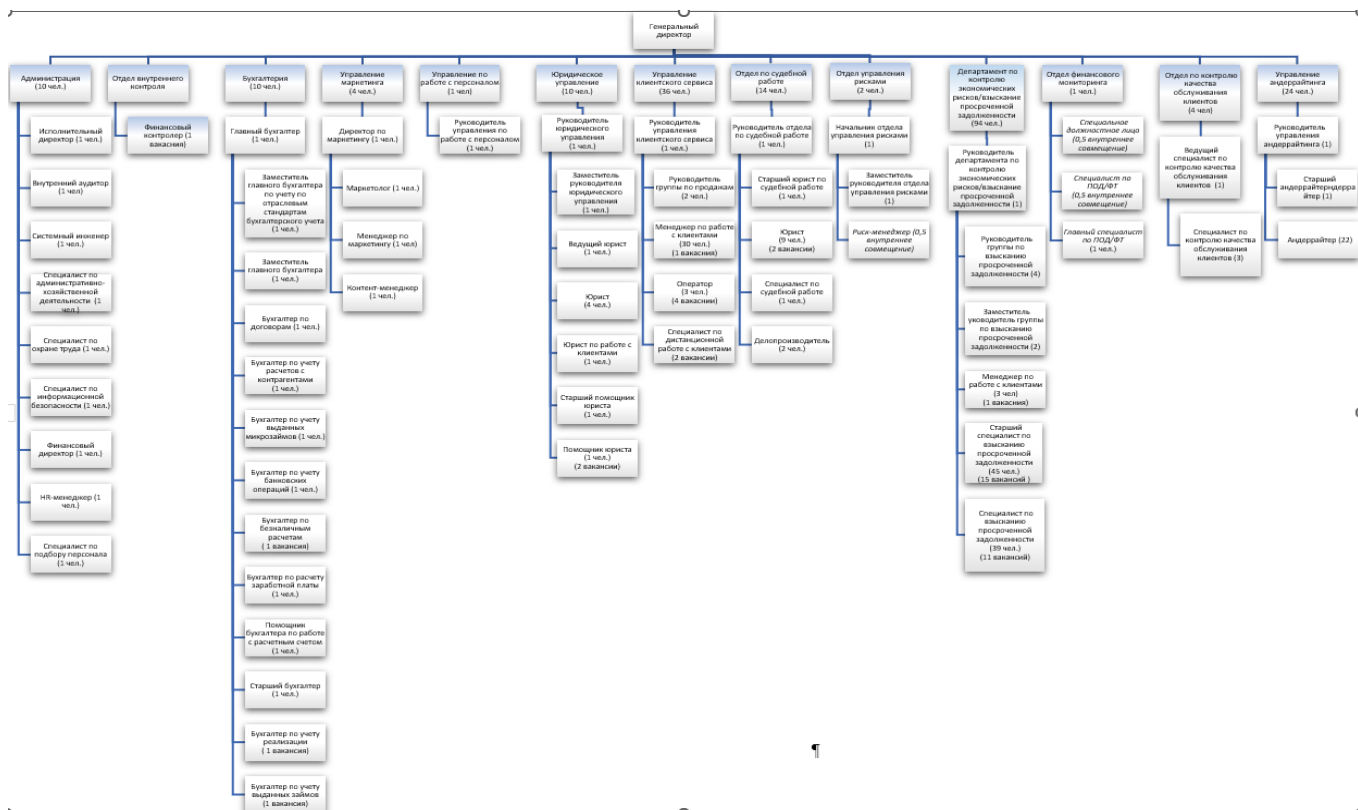 Генеральный
директор
Администрация
(10 чел.)
Исполнительный
директор (1 чел.)
Внутренний аудитор
(1 чел)
Системный инженер
(1 чел.)
Специалист по
административно-
хозяйственной
деятельности (1
чел.)
Специалист по
охране труда (1 чел.)
Специалист по
информационной
безопасности (1 чел.)
Финансовый
директор (1 чел.)
HR-менеджер (1
чел.)
Специалист по
подбору персонала
(1 чел.)
Отдел внутреннего
контроля
Финансовый
контролер (1
вакасния)
Бухгалтерия
(10 чел.)
Главный бухгалтер
(1 чел.)
Заместитель
главного бухгалтера
по учету по
отраслевым
стандартам
бухгалтерского учета
(1 чел.)
Заместитель
главного бухгалтера
(1 чел.)
Бухгалтер по
договорам (1 чел.)
Бухгалтер по учету
расчетов с
контрагентами
(1 чел.)
Бухгалтер по учету
выданных
микрозаймов (1 чел.)
Бухгалтер по учету
банковских
операций (1 чел.)
Бухгалтер по
безналичным
расчетам
( 1 вакансия)
Бухгалтер по расчету
заработной платы
(1 чел.)
Помощник
бухгалтера по работе
с расчетным счетом
(1 чел.)
Старший бухгалтер
(1 чел.)
Бухгалтер по учету
реализации
( 1 вакансия)
Бухгалтер по учету
выданных займов
(1 вакансия)
Управление
маркетинга
(4 чел.)
Директор по
маркетингу (1 чел.)
Маркетолог (1 чел.)
Менеджер по
маркетингу (1 чел)
Контент-менеджер
(1 чел.)
Управление по
работе с персоналом
(1 чел)
Руководитель
управления по
работе с персоналом
(1 чел.)
Юридическое
управление
(10 чел.)
Руководитель
юридического
управления
(1 чел.)
Заместитель
руководителя
юридического
управления
(1 чел.)
Ведущий юрист
(1 чел.)
Юрист
(4 чел.)
Юрист по работе с
клиентами
(1 чел.)
Старший помощник
юриста
(1 чел.)
Помощник юриста
(1 чел.)
(2 вакансии)
Управление
клиентского сервиса
(36 чел.)
Руководитель
управления
клиентского сервиса
(1 чел.)
Руководитель
группы по продажам
(2 чел.)
Менеджер по работе
с клиентами
(30 чел.)
(1 вакасния)
Оператор
(3 чел.)
(4 вакаснии)
Специалист по
дистанционной
работе с клиентами
(2 вакансии)
Отдел по судебной
работе
(14 чел.)
Руководитель отдела
по судебной работе
(1 чел.)
Старший юрист по
судебной работе
(1 чел.)
Юрист
(9 чел.)
(2 вакансии)
Специалист по
судебной работе
(1 чел.)
Делопроизводитель
(2 чел.)
Отдел управления
рисками
(2 чел.)
Начальник отдела
управления рисками
(1)
Заместитель
руководителя отдела
управления рисками
(1)
Риск-менеджер (0,5
внутреннее
совмещение)
Департамент по
контролю
экономических
рисков/взыскание
просроченной
задолженности
(94 чел.)
Руководитель
департамента по
контролю
экономических
рисков/взыскание
просроченной
задолженности (1)
Руководитель
группы по
взысканию
просроченной
задолженности (4)
Заместитель
уководитель группы
по взысканию
просроченной
задолженности (2)
Менеджер по
работе с клиентами
(3 чел)
(1 вакасния)
Старший
специалист по
взысканию
просроченной
задолженности
(45 чел.)
(15 вакансий )
Специалист по
взысканию
просроченной
задолженности
(39 чел.)
(11 вакансий)
Отдел финансового
мониторинга
(1 чел.)
Специальное
должностное лицо
(0,5 внутреннее
совмещение)
Специалист по
ПОД/ФТ
(0,5 внутреннее
совмещение)
Главный специалист
по ПОД/ФТ
(1 чел.)
Отдел по контролю
качества
обслуживания
клиентов
(4 чел)
Ведущий
специалист по
контролю качества
обслуживания
клиентов (1)
Специалист по
контролю качества
обслуживания
клиентов (3)
Управление
андеррайтинга
(24 чел.)
Руководитель
управления
андеррайтинга (1)
Старший
андеррайтерндерра
йтер (1)
Андеррайтер (22)
¶